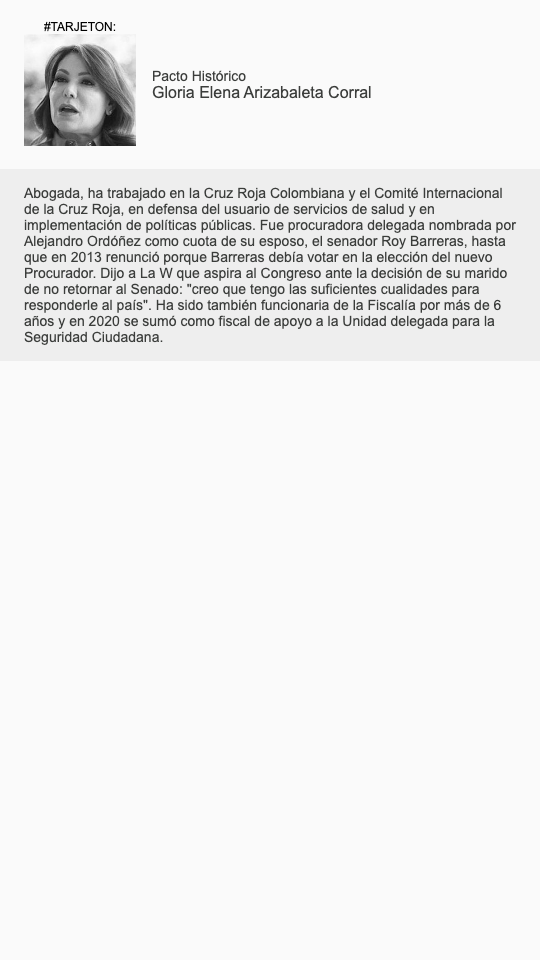 #TARJETON:
Pacto Histórico
Gloria Elena Arizabaleta Corral
Abogada, ha trabajado en la Cruz Roja Colombiana y el Comité Internacional
de la Cruz Roja, en defensa del usuario de servicios de salud y en
implementación de políticas públicas. Fue procuradora delegada nombrada por
Alejandro Ordóñez como cuota de su esposo, el senador Roy Barreras, hasta
que en 2013 renunció porque Barreras debía votar en la elección del nuevo
Procurador. Dijo a La W que aspira al Congreso ante la decisión de su marido
de no retornar al Senado: "creo que tengo las suficientes cualidades para
responderle al país". Ha sido también funcionaria de la Fiscalía por más de 6
años y en 2020 se sumó como fiscal de apoyo a la Unidad delegada para la
Seguridad Ciudadana.